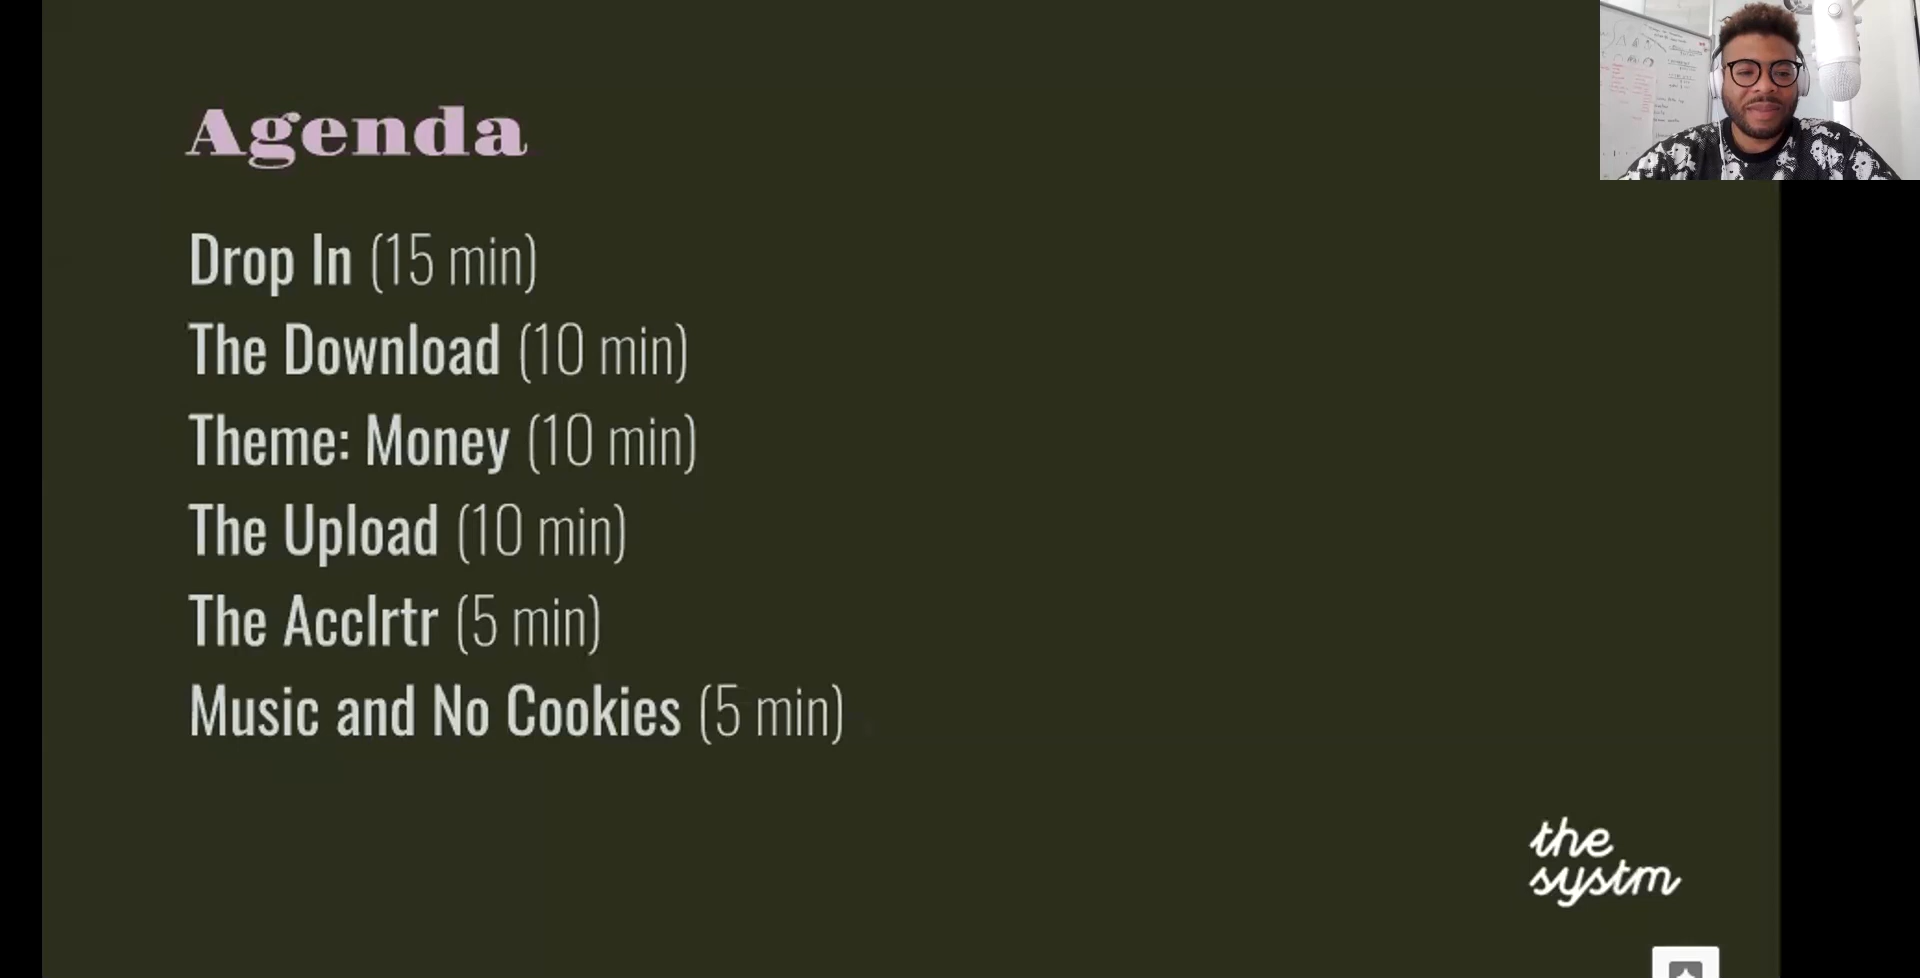 Agenda
Drop In (15 min)
The Download (10 min)
Theme: Money (10 min)
The Upload (10 min)
The Acclrtr (5 min)
Music and No Cookies (5 min)
the
systm